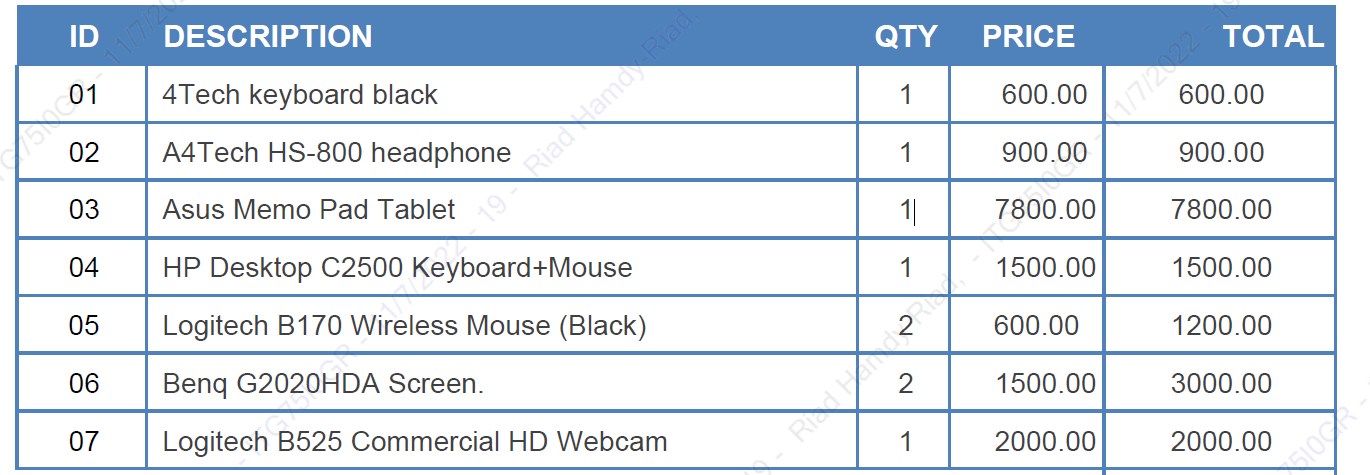 ID DESCRIPTION QTY PRICE TOTAL
01 4Tech keyboard black 1 600.00 600.00
02 A4Tech HS-800 headphone 1 900.00 900.00
03 Asus Memo Pad Tablet 1 7800.00 7800.00
04 HP Desktop C2500 Keyboard+Mouse 1 1500.00 1500.00
05 Logitech B170 Wireless Mouse (Black) 2 600.00 1200.00
06 Benq G2020HDA Screen. 2 1500.00 3000.00
07 Logitech B525 Commercial HD Webcam 1 2000.00 2000.00
- ITG75I0GR - 11/7/2022 - 19 - Riad Hamdy-Riad,